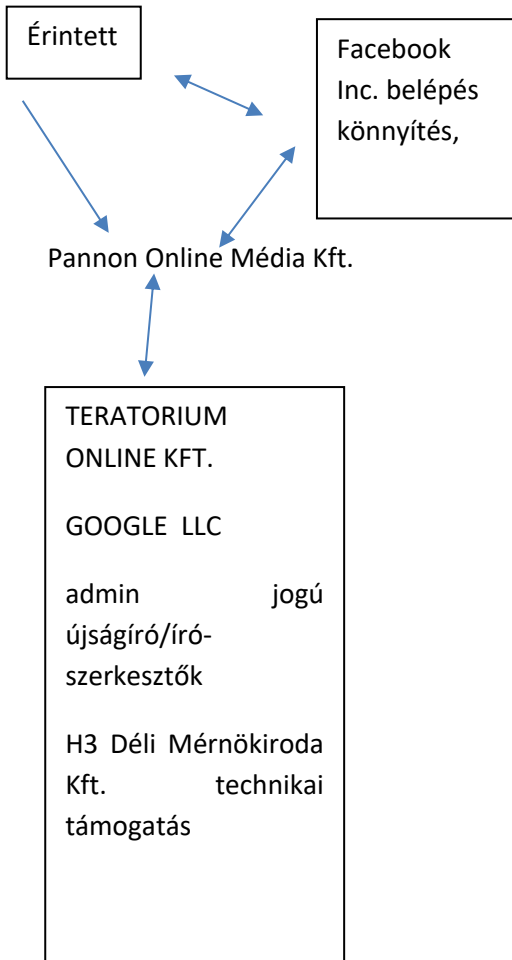 Érintett
Facebook
Inc. belépés
könnyítés,
Pannon Online Média Kft.
TERATORIUM
ONLINE KFT.
GOOGLE LLC
admin jogú
újságíró/író-
szerkesztők
H3 Déli Mérnökiroda
Kft. technikai
támogatás